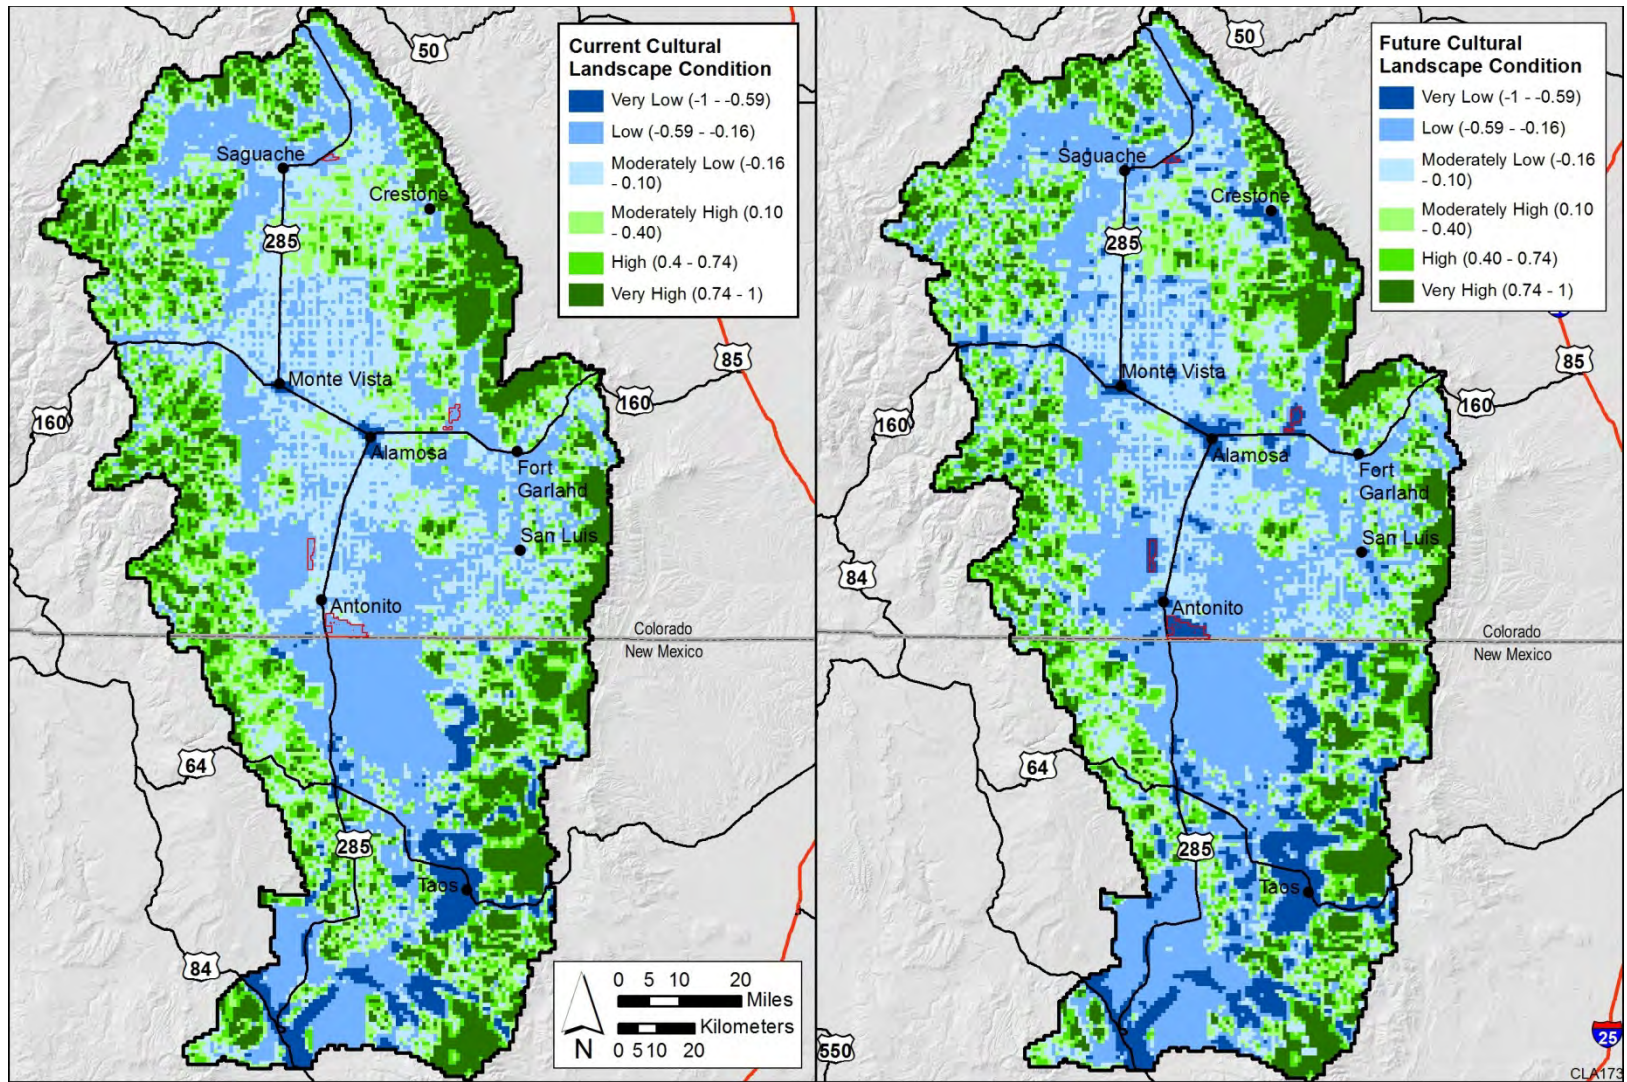 Current Cultural
Landscape Condition
Very Low (-1 - -0.59)
Low (-0.59 - -0.16)
Moderately Low (-0.16
- 0.10)
Moderately High (0.10
- 0.40)
High (0.4 - 0.74)
Very High (0.74 - 1)
50
Saguache
Crestone
285
85
Monte Vista
160
160
Alamosa
Fort
Garland
San Luis
Antonito
Colorado
New Mexico
64
285
Taos
84
0 5 10 20
Miles
Kilometers
0 5 10 20
N
Future Cultural
Landscape Condition
Very Low (-1 - -0.59)
Low (-0.59 - -0.16)
Moderately Low (-0.16
- 0.10)
Moderately High (0.10
- 0.40)
High (0.40 - 0.74)
Very High (0.74 - 1)
50
Saguache
Crestone
285
85
Monte Vista
160
160
Alamosa
Fort
Garland
San Luis
84
Antonito
Colorado
New Mexico
64
285
Taos
550
25
CLA173